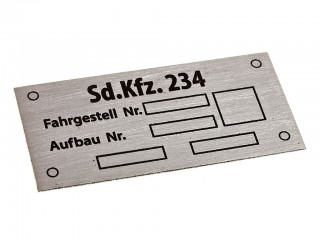 Sd.Kfz. 234
Fahrgestell Nr.
Aufbau Nr.